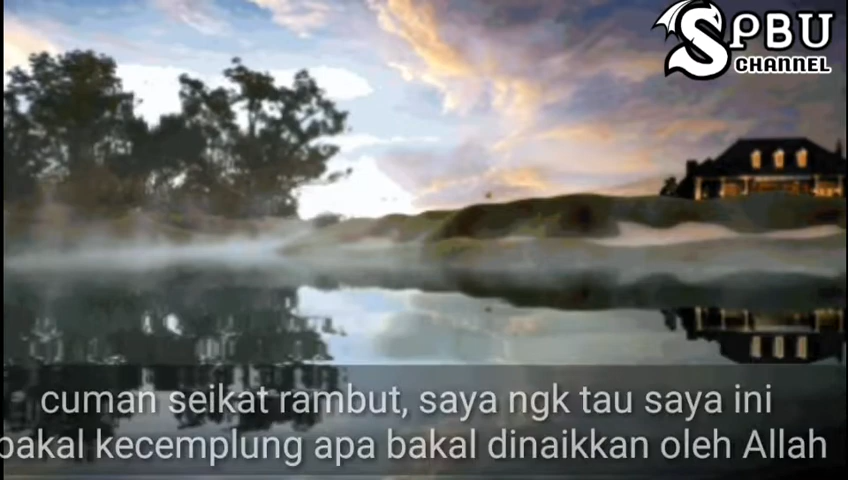 SPBU
CHANNEL
cuman seikat rambut, saya ngk tau saya ini
bakal kecemplung apa bakal dinaikkan oleh Allah